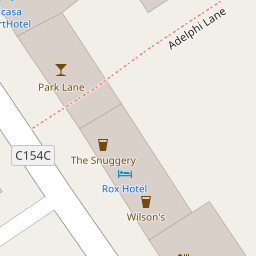 casa
rtHotel
Adelphi Lane
Park Lane
C154C
The Snuggery
Rox Hotel
Wilson's